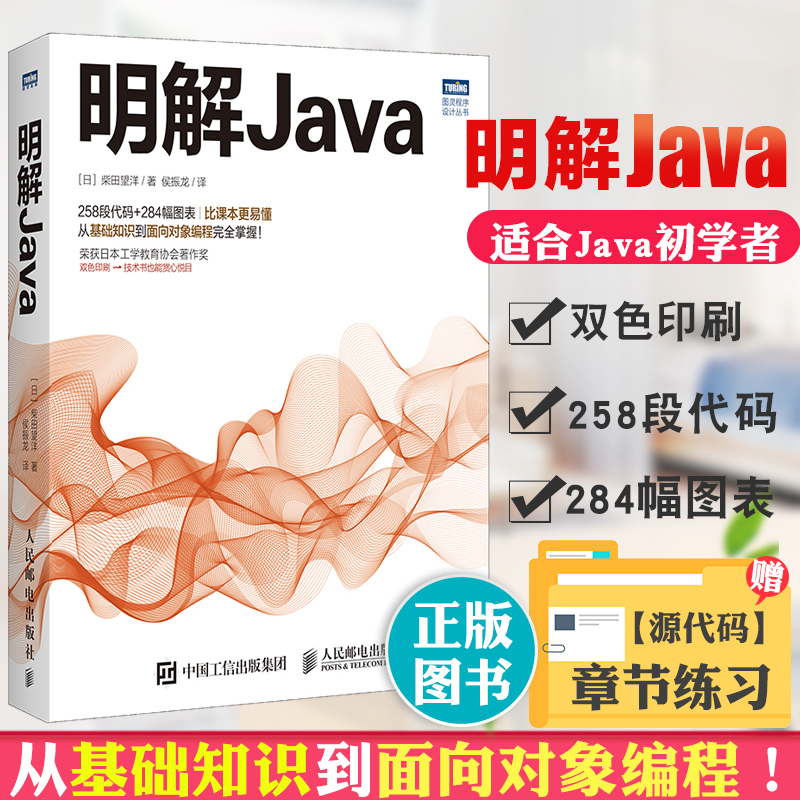 TURING
图灵程序
设计丛书
明解Java
[日] 柴田望洋 / 著 侯振龙 / 译
258段代码+284幅图表 | 比课本更易懂
从基础知识到面向对象编程完全掌握!
荣获日本工学教育协会著作奖
双色印刷 → 技术书也能赏心悦目
中国工信出版集团
人民邮电出版
POSTS & TELECOM
TURING
明解Java
[日] 柴田望洋 著
侯振龙 译
人民邮电出版社
明解Java
适合Java初学者
双色印刷
258段代码
284幅图表
正版
图书
赠
【源代码】
章节练习
从基础知识到面向对象编程!